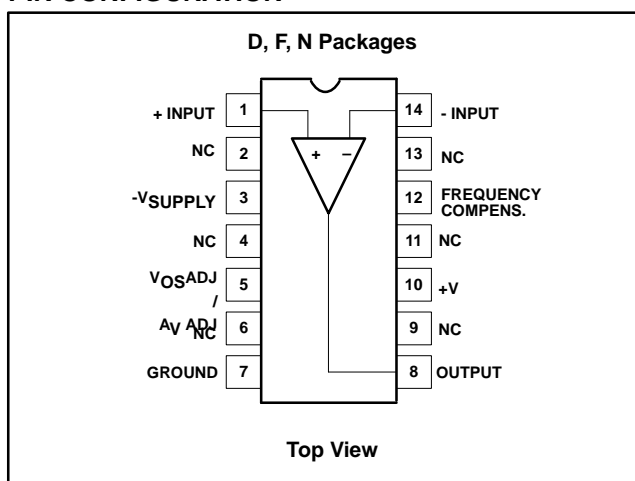 D, F, N Packages
+ INPUT 1
NC 2
-VSUPPLY 3
NC 4
VOSADJ 5
/
AV ADJ
NC 6
GROUND 7
14 - INPUT
13 NC
12 FREQUENCY
COMPENS.
11 NC
10 +V
9 NC
8 OUTPUT
+ –
Top View